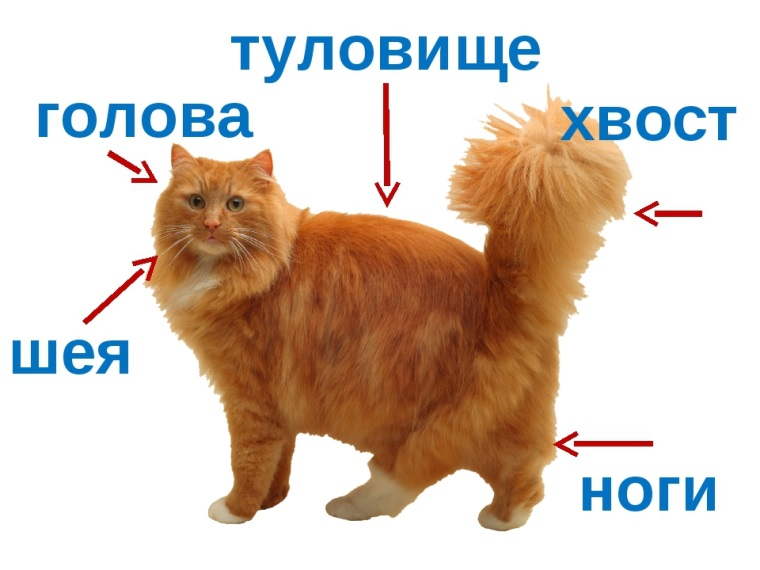 туловище
голова
хвост
шея
ноги